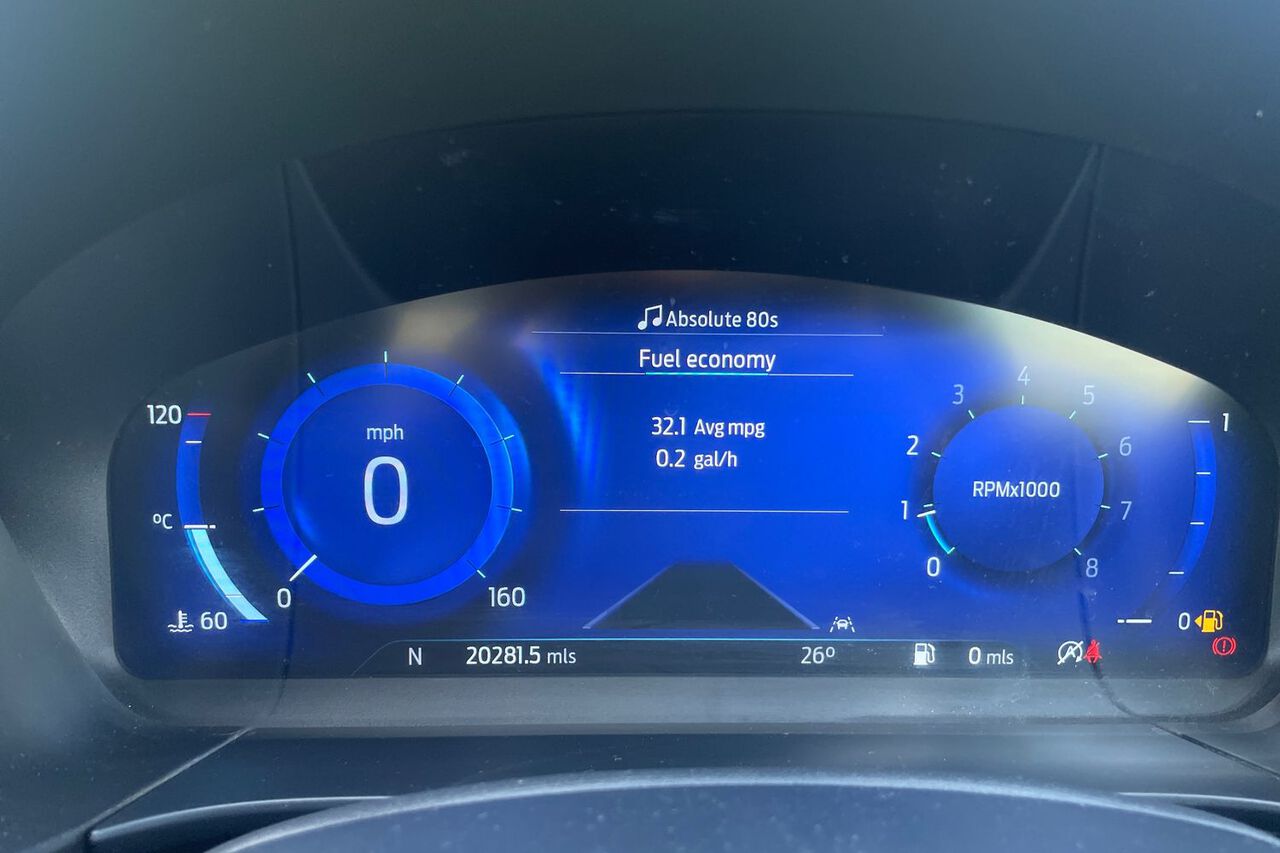 Absolute 80s
Fuel economy
32.1 Avg mpg
0.2 gal/h
120
°C
60
mph
0
0
160
0
1
2
3
4
5
6
7
8
RPMx1000
1
0
N
20281.5 mls
26°
0 mls